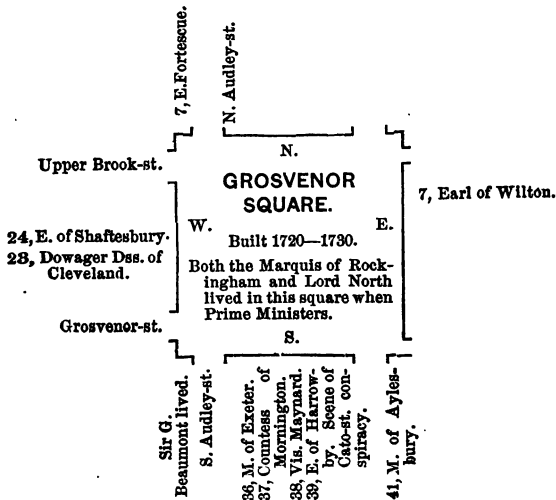 7, E. Fortescue.
N. Audley-st.
Upper Brook-st.
N.
GROSVENOR
SQUARE.
7, Earl of Wilton.
W.
E.
24, E. of Shaftesbury.
Built 1720—1730.
23, Dowager Dss. of
Cleveland.
Both the Marquis of Rock-
ingham and Lord North
lived in this square when
Prime Ministers.
Grosvenor-st.
S.
Sir G.
Beaumont lived.
S. Audley-st.
36, M. of Exeter.
37, Countess of
Mornington.
38, Vis. Maynard.
39, E. of Harrow-
by. Scene of
Cato-st. con-
spiracy.
41, M. of Ayles-
bury.